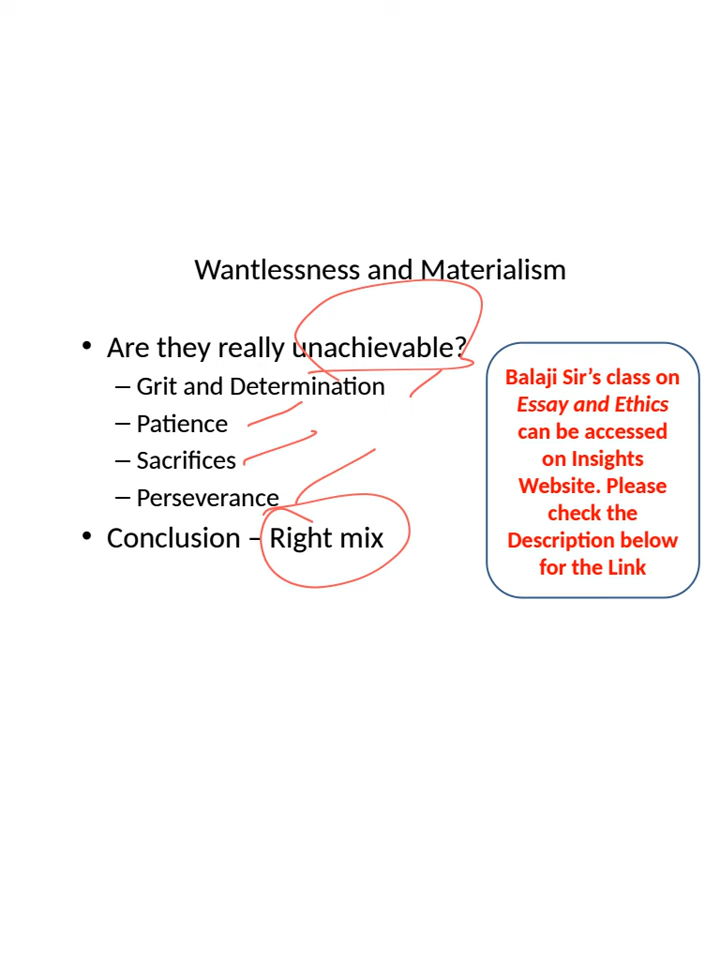 Wantlessness and Materialism
• Are they really unachievable?
– Grit and Determination
– Patience
– Sacrifices
– Perseverance
• Conclusion – Right mix
Balaji Sir’s class on
Essay and Ethics
can be accessed
on Insights
Website. Please
check the
Description below
for the Link